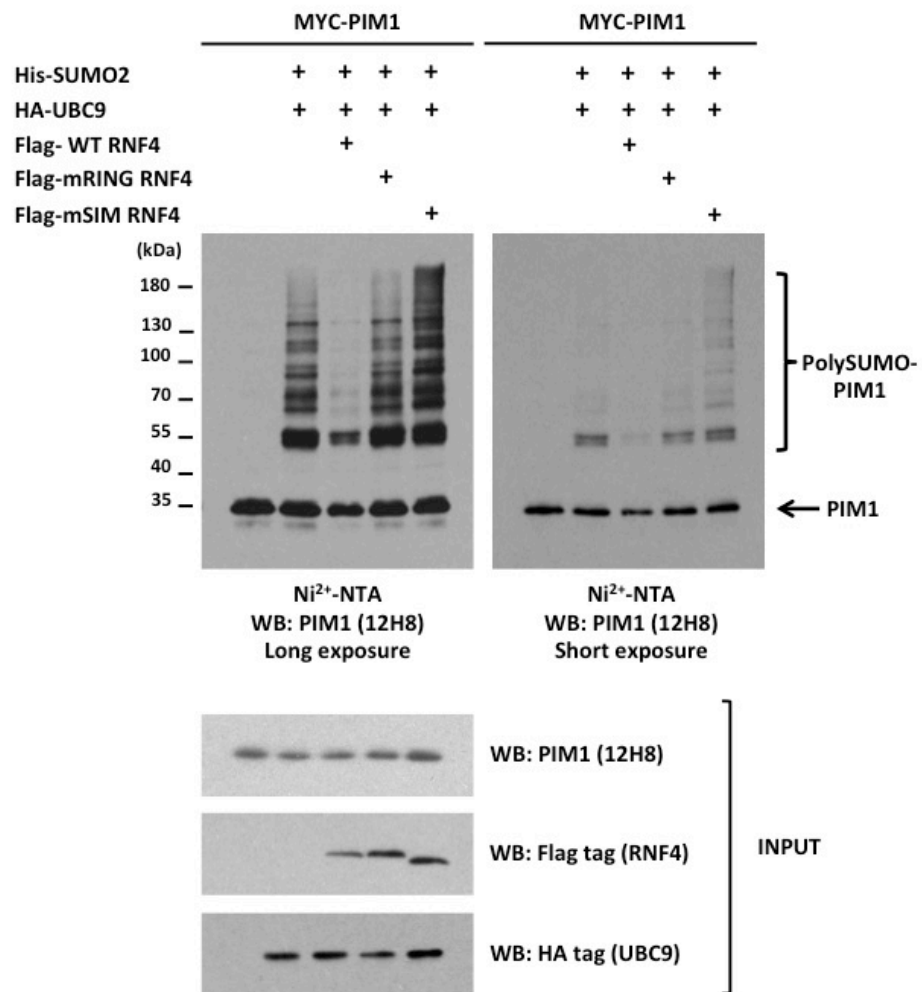 MYC-PIM1 MYC-PIM1
His-SUMO2 + + + + + + + +
HA-UBC9 + + + + + + + +
Flag- WT RNF4 + +
Flag-mRING RNF4 + +
Flag-mSIM RNF4 + +
(kDa)
180
130
100
70
55
40
35
PolySUMO-
PIM1
PIM1
Ni²⁺-NTA
WB: PIM1 (12H8)
Long exposure
Ni²⁺-NTA
WB: PIM1 (12H8)
Short exposure
WB: PIM1 (12H8)
WB: Flag tag (RNF4)
WB: HA tag (UBC9)
INPUT